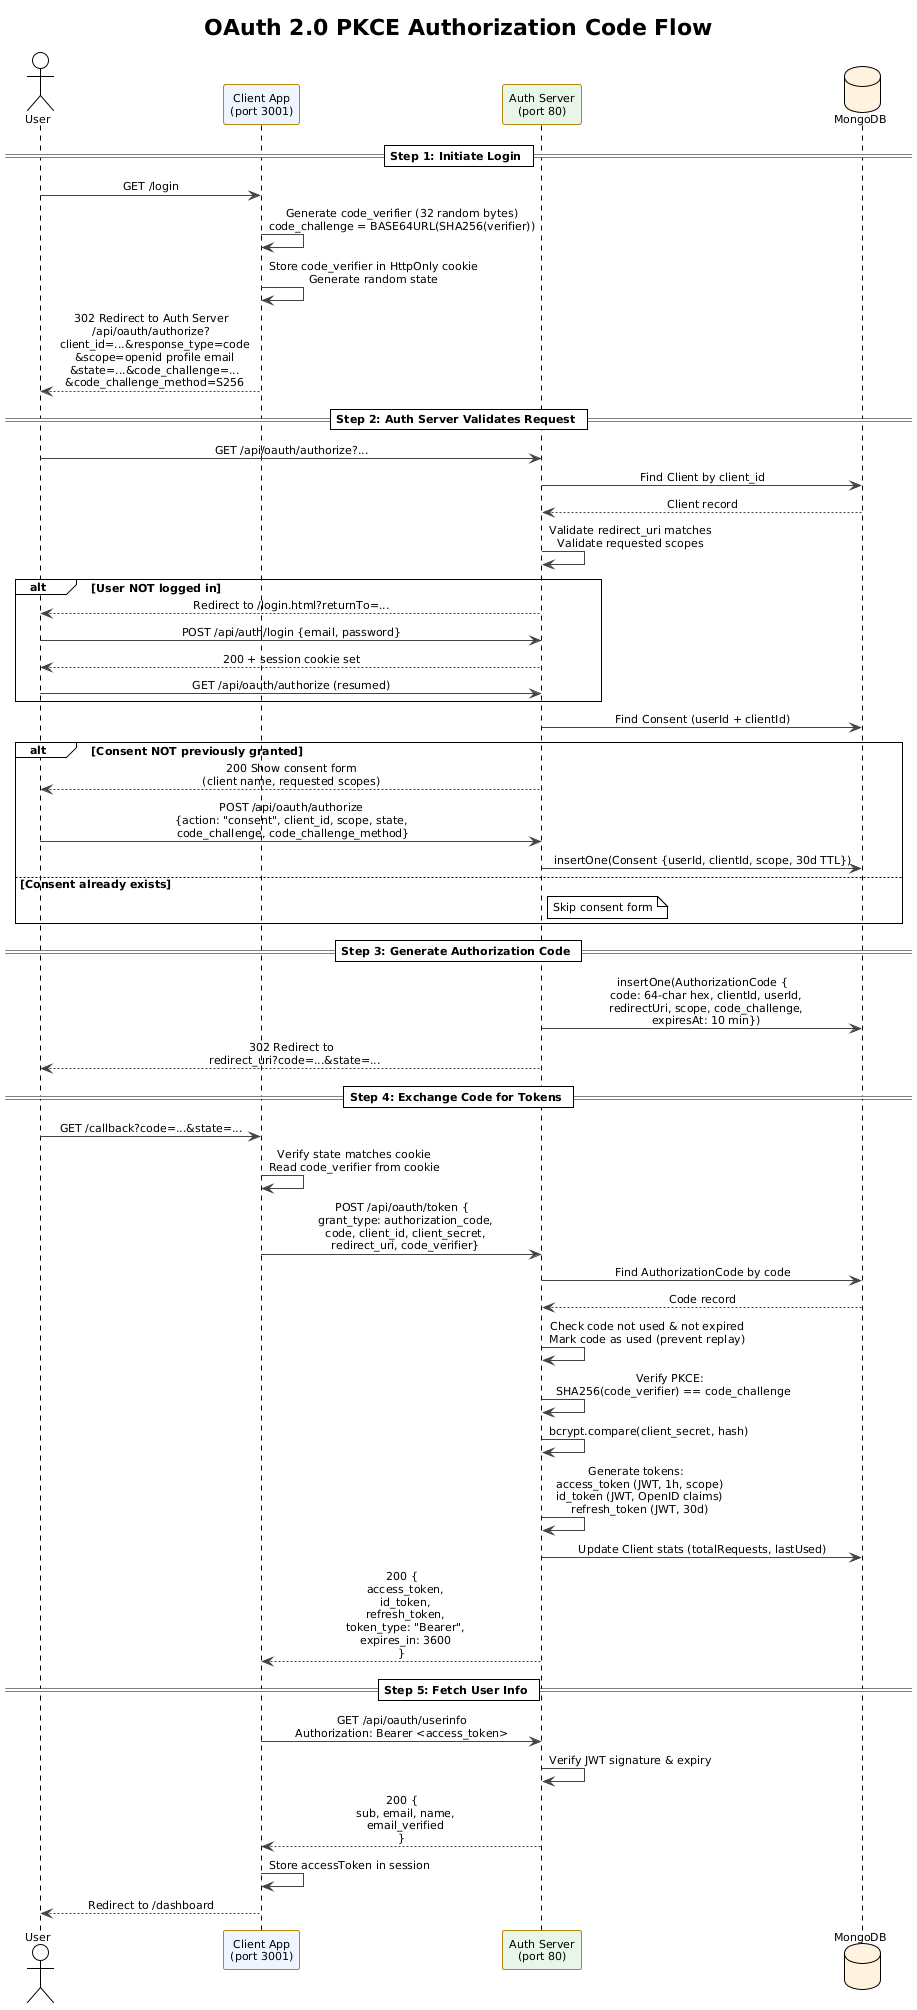 OAuth 2.0 PKCE Authorization Code Flow
User
Client App
(port 3001)
Auth Server
(port 80)
MongoDB
Step 1: Initiate Login
GET /login
Generate code_verifier (32 random bytes)
code_challenge = BASE64URL(SHA256(verifier))
Store code_verifier in HttpOnly cookie
Generate random state
302 Redirect to Auth Server
/api/oauth/authorize?
client_id=...&response_type=code
&scope=openid profile email
&state=...&code_challenge=...
&code_challenge_method=S256
Step 2: Auth Server Validates Request
GET /api/oauth/authorize?...
Find Client by client_id
Client record
Validate redirect_uri matches
Validate requested scopes
alt [User NOT logged in]
Redirect to /login.html?returnTo=...
POST /api/auth/login {email, password}
200 + session cookie set
GET /api/oauth/authorize (resumed)
Find Consent (userId + clientId)
alt [Consent NOT previously granted]
200 Show consent form
(client name, requested scopes)
POST /api/oauth/authorize
{action: "consent", client_id, scope, state,
code_challenge, code_challenge_method}
insertOne(Consent {userId, clientId, scope, 30d TTL})
[Consent already exists]
Skip consent form
Step 3: Generate Authorization Code
insertOne(AuthorizationCode {
code: 64-char hex, clientId, userId,
redirectUri, scope, code_challenge,
expiresAt: 10 min})
302 Redirect to
redirect_uri?code=...&state=...
Step 4: Exchange Code for Tokens
GET /callback?code=...&state=...
Verify state matches cookie
Read code_verifier from cookie
POST /api/oauth/token {
grant_type: authorization_code,
code, client_id, client_secret,
redirect_uri, code_verifier}
Find AuthorizationCode by code
Code record
Check code not used & not expired
Mark code as used (prevent replay)
Verify PKCE:
SHA256(code_verifier) == code_challenge
bcrypt.compare(client_secret, hash)
Generate tokens:
access_token (JWT, 1h, scope)
id_token (JWT, OpenID claims)
refresh_token (JWT, 30d)
Update Client stats (totalRequests, lastUsed)
200 {
access_token,
id_token,
refresh_token,
token_type: "Bearer",
expires_in: 3600
}
Step 5: Fetch User Info
GET /api/oauth/userinfo
Authorization: Bearer <access_token>
Verify JWT signature & expiry
200 {
sub, email, name,
email_verified
}
Store accessToken in session
Redirect to /dashboard
User
Client App
(port 3001)
Auth Server
(port 80)
MongoDB